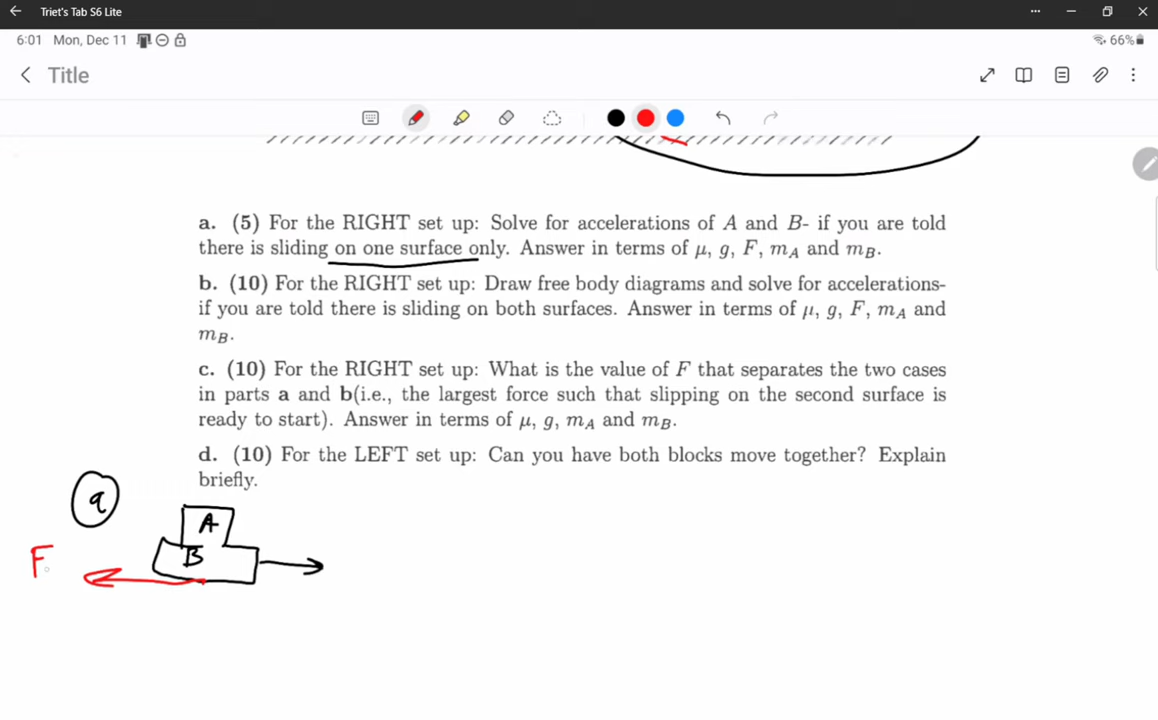 Triet's Tab S6 Lite
6:01 Mon, Dec 11 66%
Title
a. (5) For the RIGHT set up: Solve for accelerations of A and B- if you are told
there is sliding on one surface only. Answer in terms of μ, g, F, m_A and m_B.
b. (10) For the RIGHT set up: Draw free body diagrams and solve for accelerations-
if you are told there is sliding on both surfaces. Answer in terms of μ, g, F, m_A and
m_B.
c. (10) For the RIGHT set up: What is the value of F that separates the two cases
in parts a and b(i.e., the largest force such that slipping on the second surface is
ready to start). Answer in terms of μ, g, m_A and m_B.
d. (10) For the LEFT set up: Can you have both blocks move together? Explain
briefly.
a
A
B
F